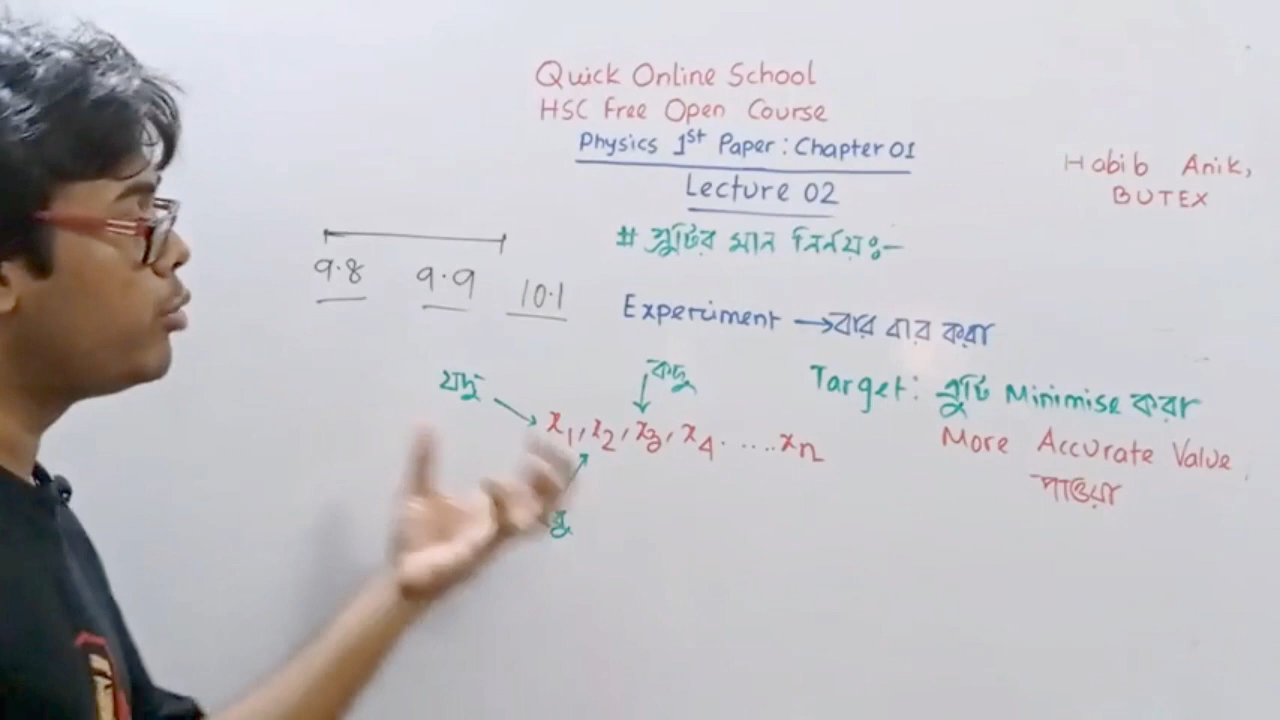 Quick Online School
HSC Free Open Course
Physics 1st Paper : Chapter 01
Lecture 02
Habib Anik,
BUTEX
# ত্রুটির মান নির্নয়ঃ-
9.8 9.9 10.1
Experiment → বার বার করা
যদু কদু
x1, x2, x3, x4 . .... xn
Target: ত্রুটি Minimise করা
More Accurate Value
পাওয়া